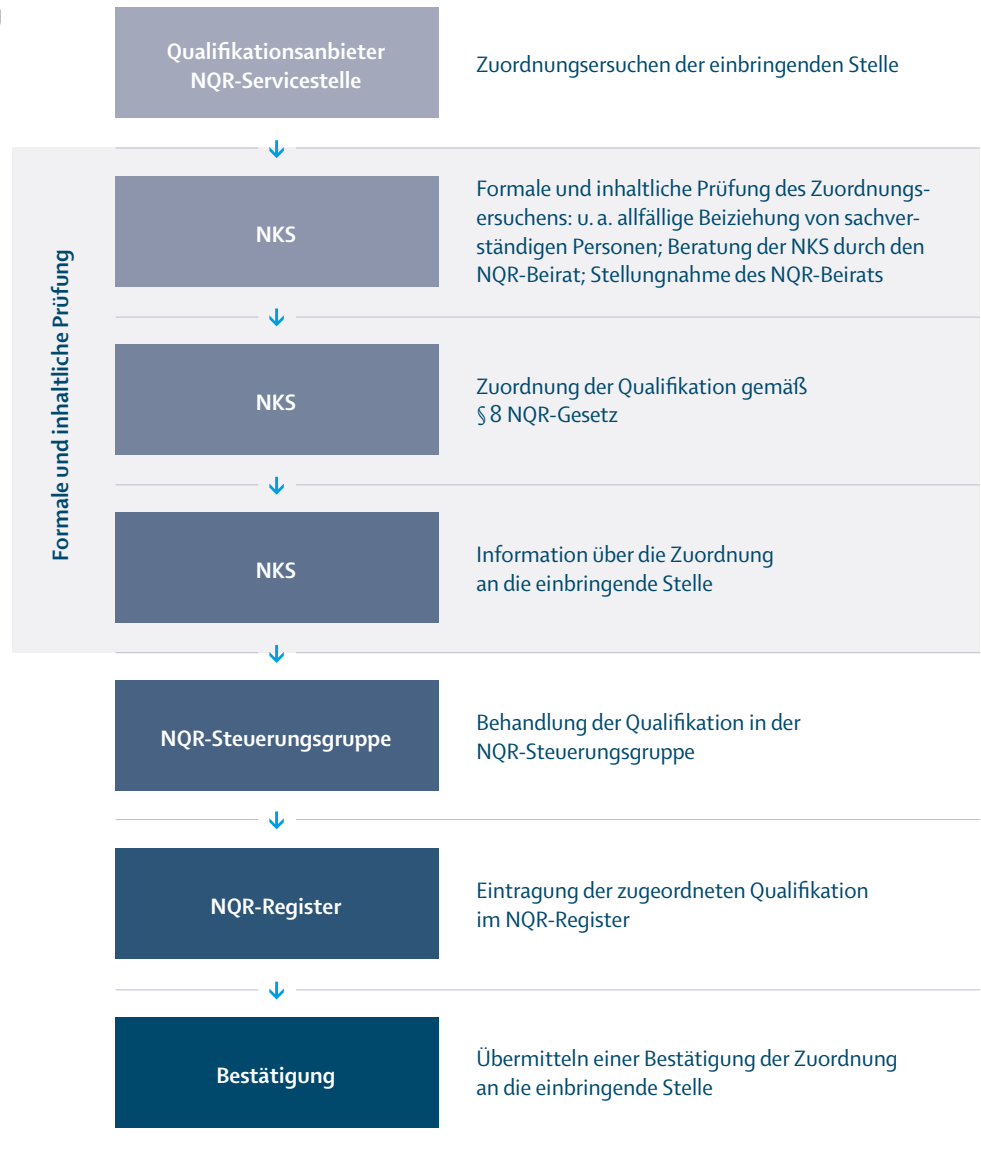 Qualifikationsanbieter
NQR-Servicestelle
Zuordnungsersuchen der einbringenden Stelle
Formale und inhaltliche Prüfung
NKS
Formale und inhaltliche Prüfung des Zuordnungs-
ersuchens: u. a. allfällige Beiziehung von sachver-
ständigen Personen; Beratung der NKS durch den
NQR-Beirat; Stellungnahme des NQR-Beirats
NKS
Zuordnung der Qualifikation gemäß
§ 8 NQR-Gesetz
NKS
Information über die Zuordnung
an die einbringende Stelle
NQR-Steuerungsgruppe
Behandlung der Qualifikation in der
NQR-Steuerungsgruppe
NQR-Register
Eintragung der zugeordneten Qualifikation
im NQR-Register
Bestätigung
Übermitteln einer Bestätigung der Zuordnung
an die einbringende Stelle